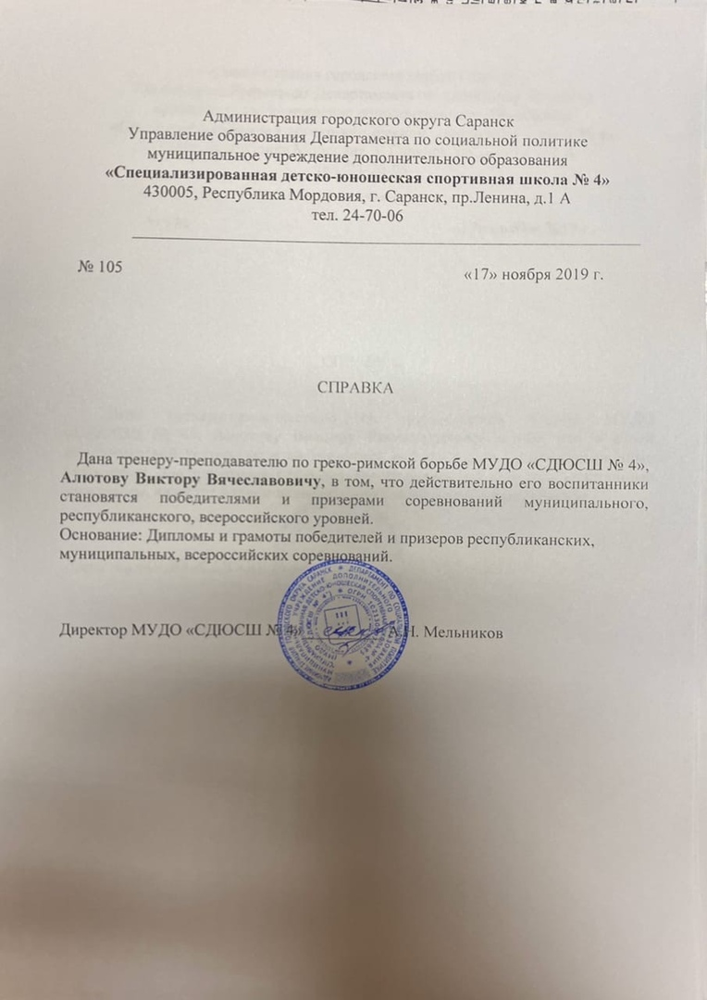 Администрация городского округа Саранск
Управление образования Департамента по социальной политике
муниципальное учреждение дополнительного образования
«Специализированная детско-юношеская спортивная школа № 4»
430005, Республика Мордовия, г. Саранск, пр.Ленина, д.1 А
тел. 24-70-06
№ 105
«17» ноября 2019 г.
СПРАВКА
Дана тренеру-преподавателю по греко-римской борьбе МУДО «СДЮСШ № 4»,
Алютову Виктору Вячеславовичу, в том, что действительно его воспитанники
становятся победителями и призерами соревнований муниципального,
республиканского, всероссийского уровней.
Основание: Дипломы и грамоты победителей и призеров республиканских,
муниципальных, всероссийских соревнований.
Директор МУДО «СДЮСШ № 4» А.Н. Мельников